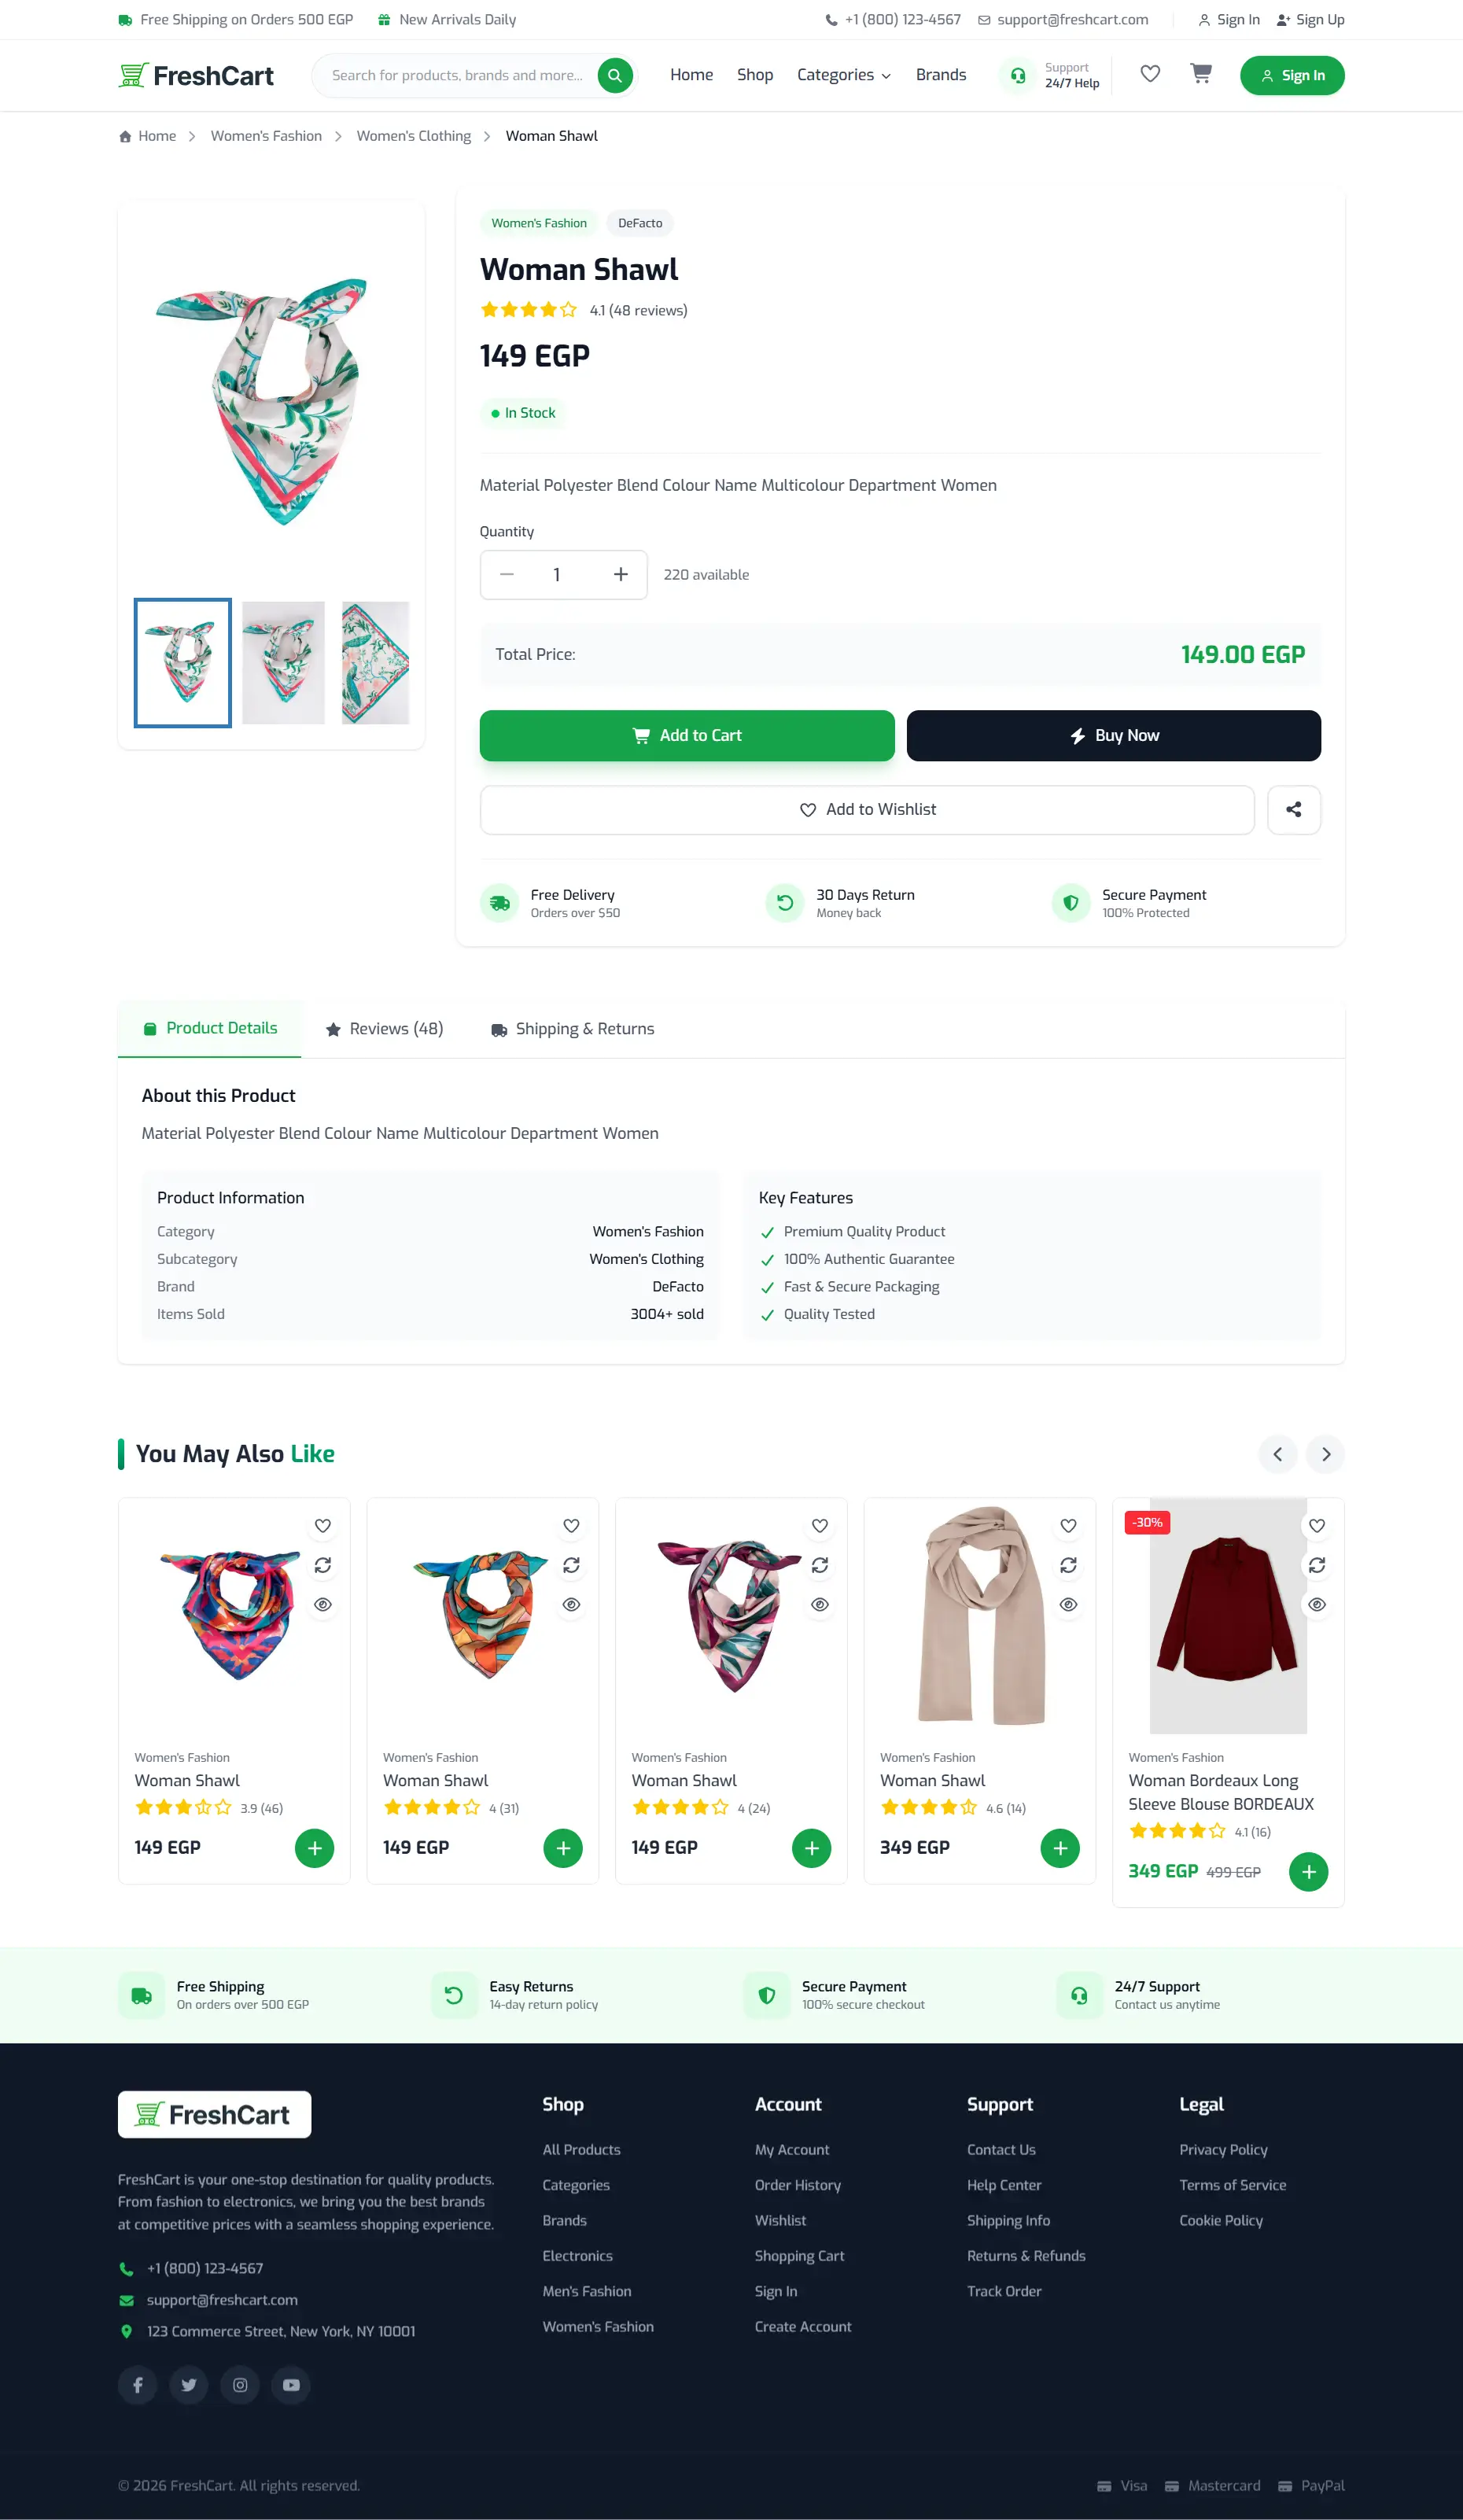 Free Shipping on Orders 500 EGP
New Arrivals Daily
+1 (800) 123-4567
support@freshcart.com
Sign In
Sign Up
FreshCart
Search for products, brands and more...
Home
Shop
Categories
Brands
Support
24/7 Help
Sign In
Home
Women's Fashion
Women's Clothing
Woman Shawl
Women's Fashion
DeFacto
Woman Shawl
4.1 (48 reviews)
149 EGP
In Stock
Material Polyester Blend Colour Name Multicolour Department Women
Quantity
1
220 available
Total Price:
149.00 EGP
Add to Cart
Buy Now
Add to Wishlist
Free Delivery
Orders over $50
30 Days Return
Money back
Secure Payment
100% Protected
Product Details
Reviews (48)
Shipping & Returns
About this Product
Material Polyester Blend Colour Name Multicolour Department Women
Product Information
Category
Women's Fashion
Subcategory
Women's Clothing
Brand
DeFacto
Items Sold
3004+ sold
Key Features
Premium Quality Product
100% Authentic Guarantee
Fast & Secure Packaging
Quality Tested
You May Also Like
Women's Fashion
Woman Shawl
3.9 (46)
149 EGP
Women's Fashion
Woman Shawl
4 (31)
149 EGP
Women's Fashion
Woman Shawl
4 (24)
149 EGP
Women's Fashion
Woman Shawl
4.6 (14)
349 EGP
-30%
Women's Fashion
Woman Bordeaux Long
Sleeve Blouse BORDEAUX
4.1 (16)
349 EGP 499 EGP
Free Shipping
On orders over 500 EGP
Easy Returns
14-day return policy
Secure Payment
100% secure checkout
24/7 Support
Contact us anytime
FreshCart
FreshCart is your one-stop destination for quality products.
From fashion to electronics, we bring you the best brands
at competitive prices with a seamless shopping experience.
+1 (800) 123-4567
support@freshcart.com
123 Commerce Street, New York, NY 10001
Shop
All Products
Categories
Brands
Electronics
Men's Fashion
Women's Fashion
Account
My Account
Order History
Wishlist
Shopping Cart
Sign In
Create Account
Support
Contact Us
Help Center
Shipping Info
Returns & Refunds
Track Order
Legal
Privacy Policy
Terms of Service
Cookie Policy
© 2026 FreshCart. All rights reserved.
Visa
Mastercard
PayPal